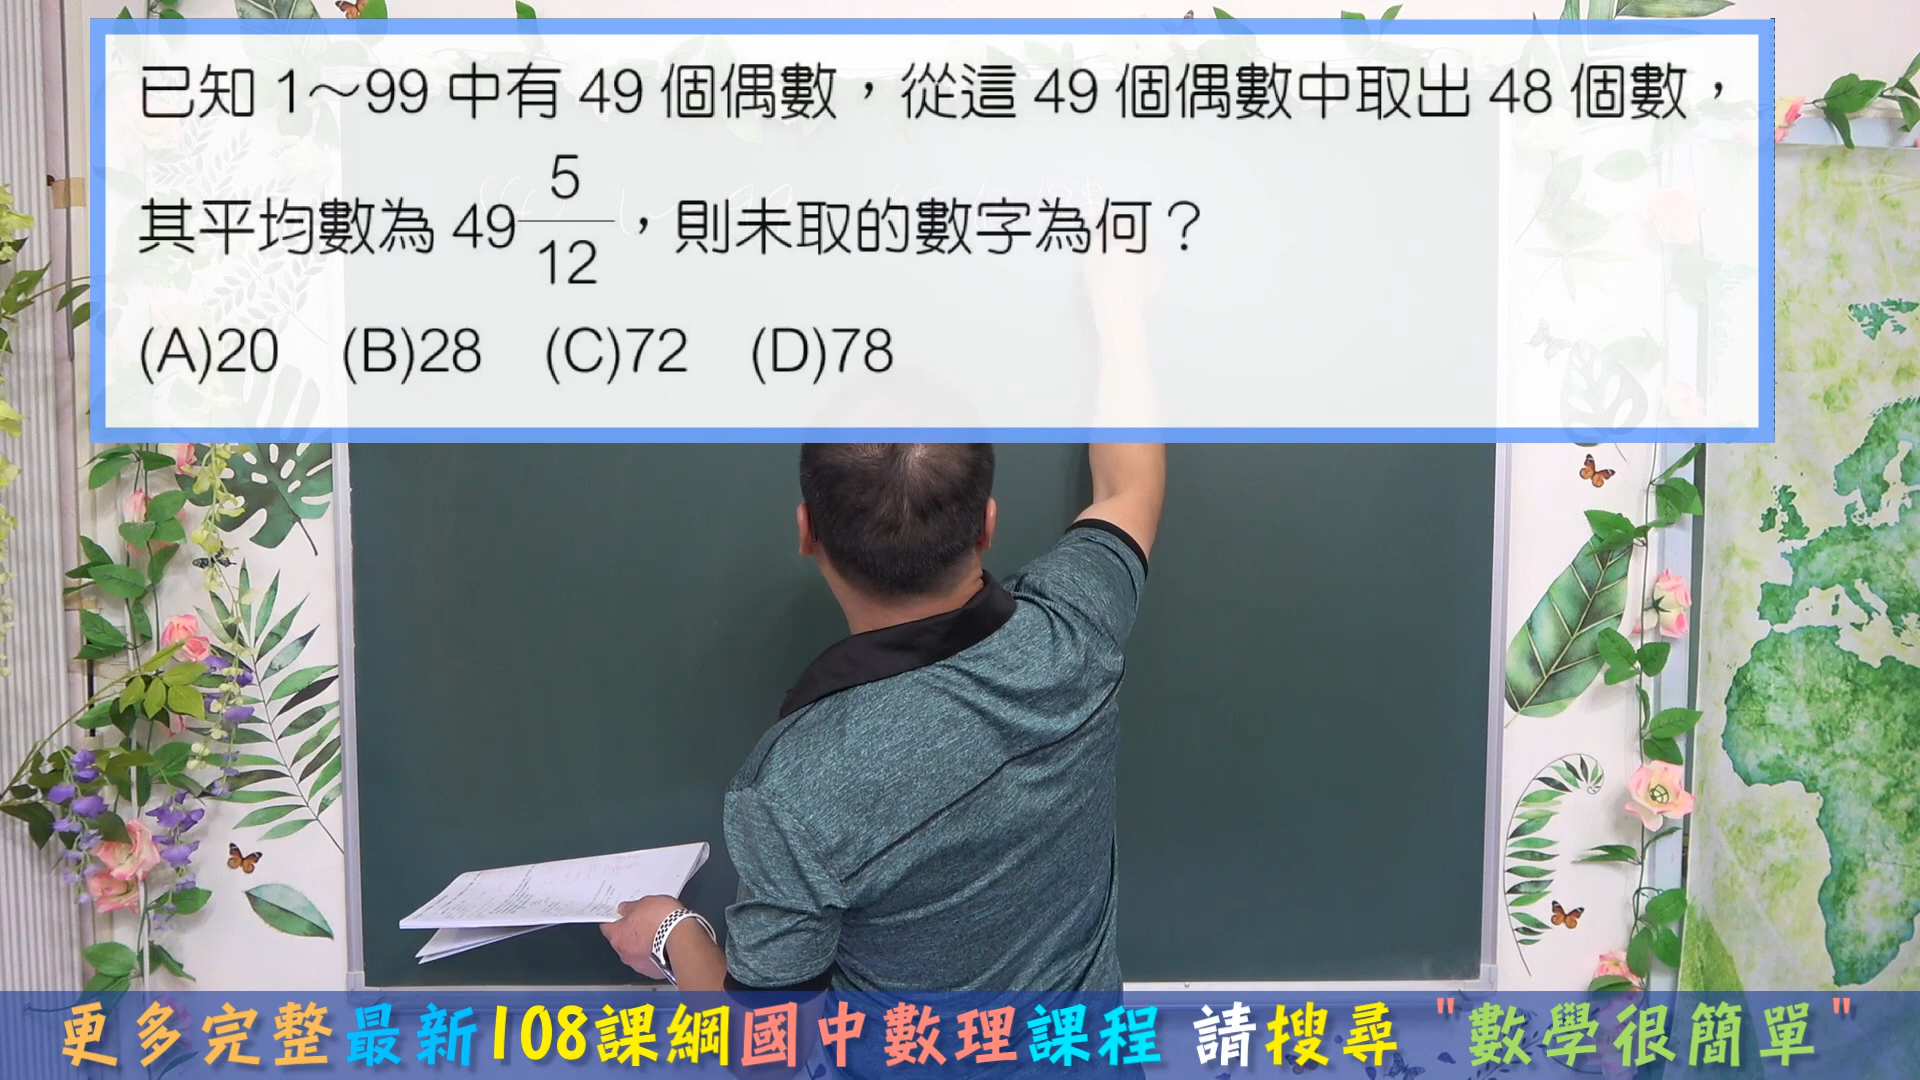 已知 1～99 中有 49 個偶數，從這 49 個偶數中取出 48 個數，
其平均數為 49 5/12，則未取的數字為何？
(A)20 (B)28 (C)72 (D)78
更多完整最新108課綱國中數理課程 請搜尋 "數學很簡單"